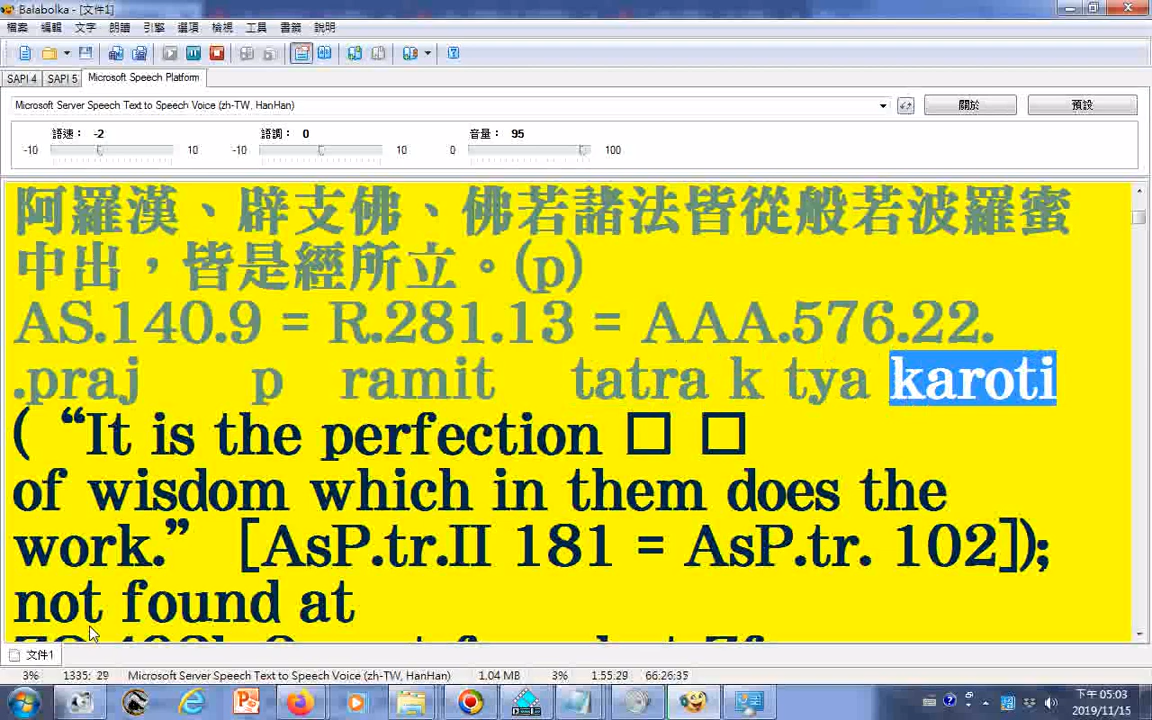 Balabolka - [文件1]
檔案 編輯 文字 朗讀 引擎 選項 檢視 工具 書籤 說明
SAPI 4 SAPI 5 Microsoft Speech Platform
Microsoft Server Speech Text to Speech Voice (zh-TW, HanHan) 關於 預設
語速： -2 語調： 0 音量： 95
-10 10 -10 10 0 100
阿羅漢、辟支佛、佛若諸法皆從般若波羅蜜
中出，皆是經所立。(p)
AS.140.9 = R.281.13 = AAA.576.22.
.praj p ramit tatra k tya karoti
( “It is the perfection □ □
of wisdom which in them does the
work.” [AsP.tr.II 181 = AsP.tr. 102]);
not found at
文件1
3% 1335: 29 Microsoft Server Speech Text to Speech Voice (zh-TW, HanHan) 1.04 MB 3% 1:55:29 66:26:35
下午 05:03
2019/11/15